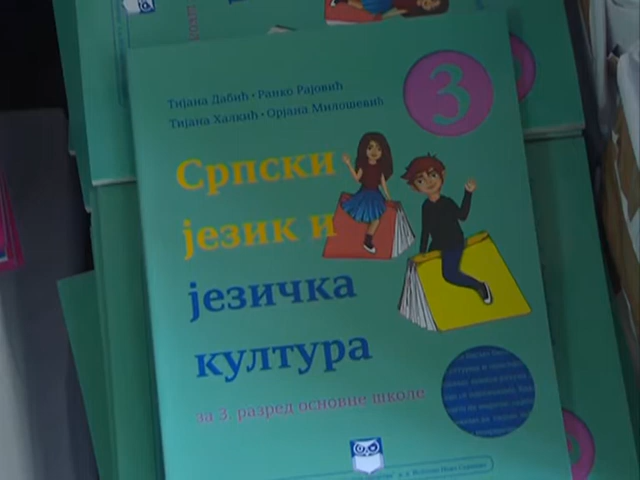 Тијана Дабић • Ранко Рајовић
Тијана Халкић • Орјана Милошевић
3
Српски
језик и
језичка
култура
за 3. разред основне школе